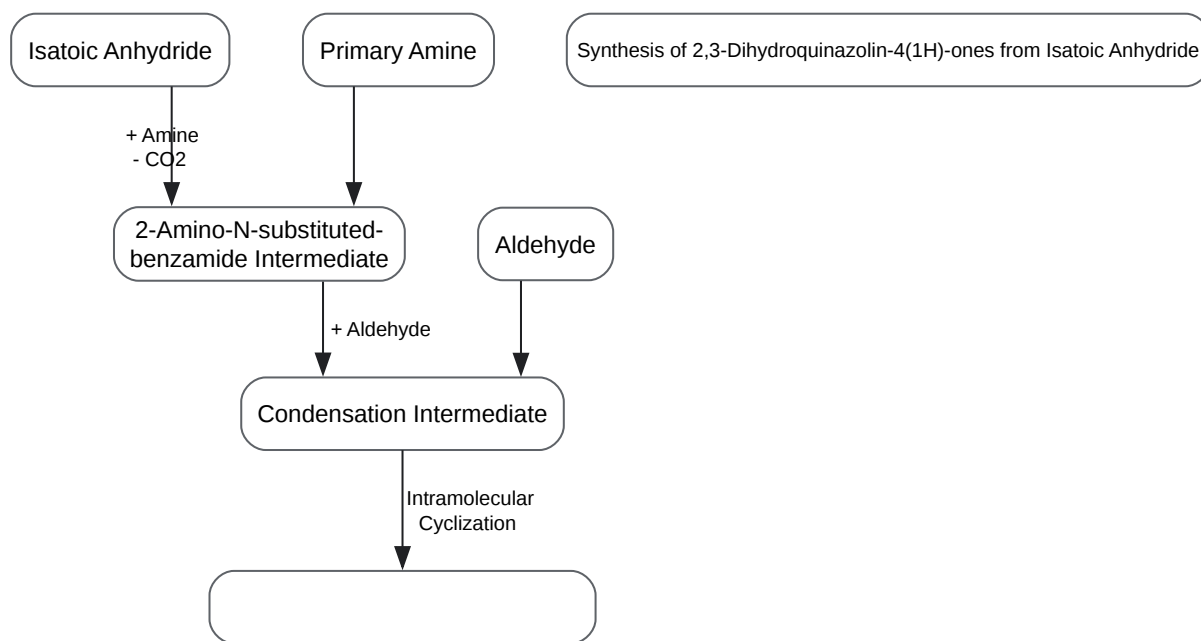 Isatoic Anhydride
Primary Amine
Synthesis of 2,3-Dihydroquinazolin-4(1H)-ones from Isatoic Anhydride
+ Amine
- CO2
2-Amino-N-substituted-
benzamide Intermediate
Aldehyde
+ Aldehyde
Condensation Intermediate
Intramolecular
Cyclization